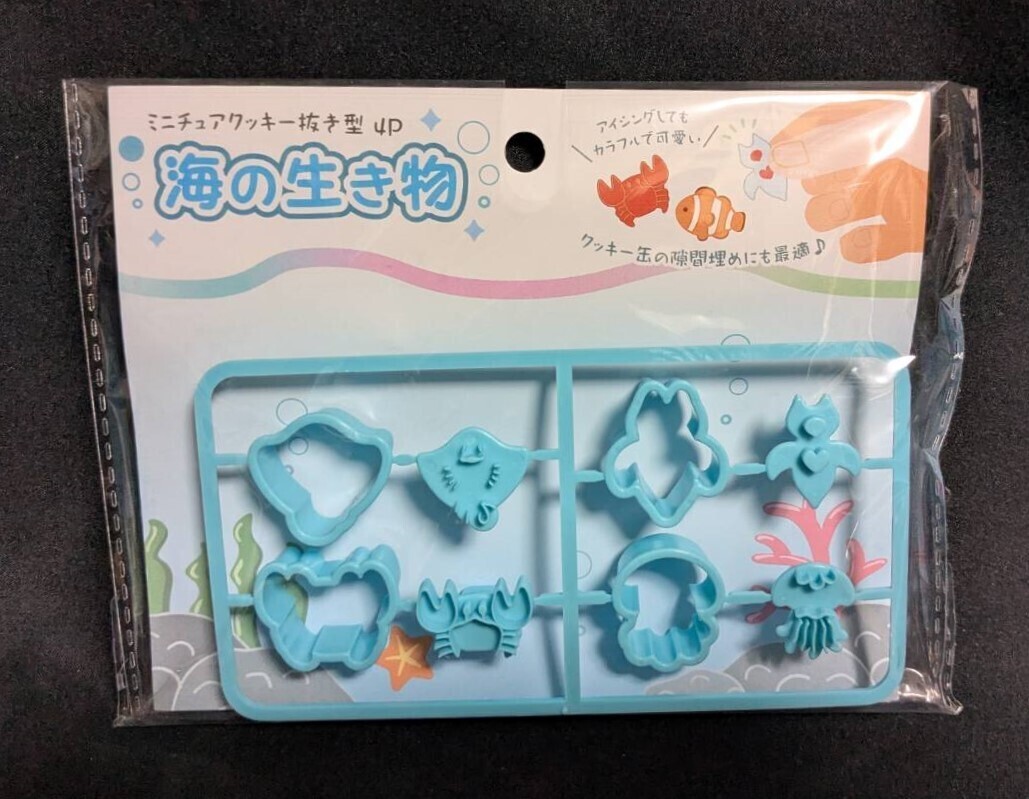 ミニチュアクッキー抜き型 4P
海の生き物
アイシングしても
カラフルで可愛い
クッキー缶の隙間埋めにも最適♪